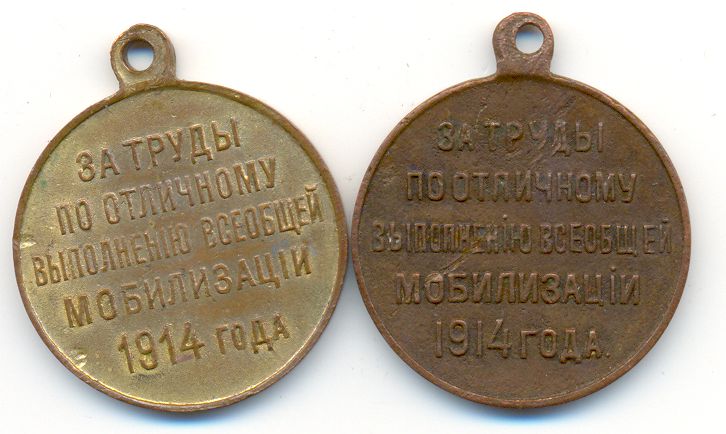 ЗА ТРУДЫ
ПО ОТЛИЧНОМУ
ВЫПОЛНЕНІЮ ВСЕОБЩЕЙ
МОБИЛИЗАЦІИ
1914 ГОДА
ЗА ТРУДЫ
ПО ОТЛИЧНОМУ
ВЫПОЛНЕНІЮ ВСЕОБЩЕЙ
МОБИЛИЗАЦІИ
1914 ГОДА.